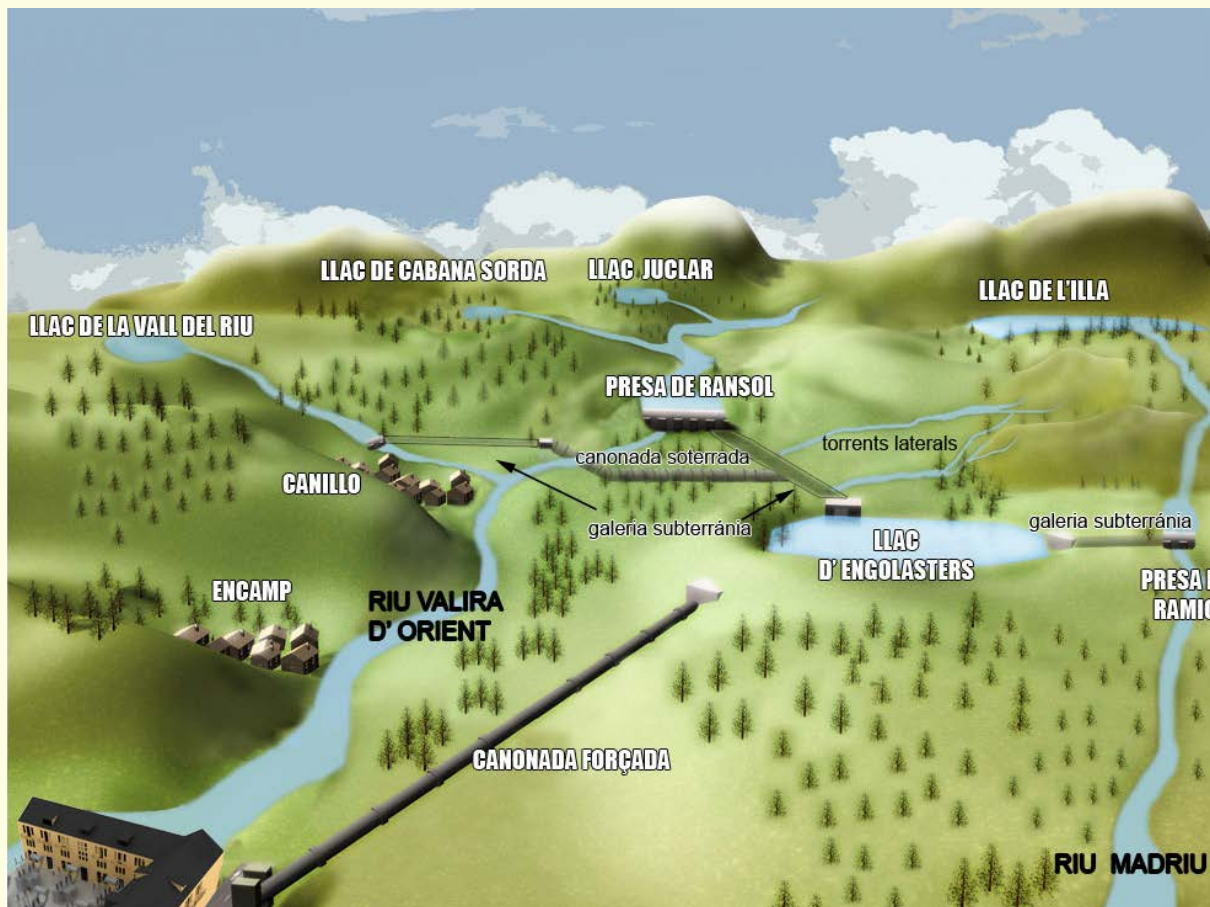 LLAC DE CABANA SORDA
LLAC JUCLAR
LLAC DE L'ILLA
LLAC DE LA VALL DEL RIU
PRESA DE RANSOL
torrents laterals
canonada soterrada
CANILLO
galeria subterránia
galeria subterránia
LLAC
D' ENGOLASTERS
PRESA
ENCAMP
RIU VALIRA
D' ORIENT
CANONADA FORÇADA
RIU MADRIU